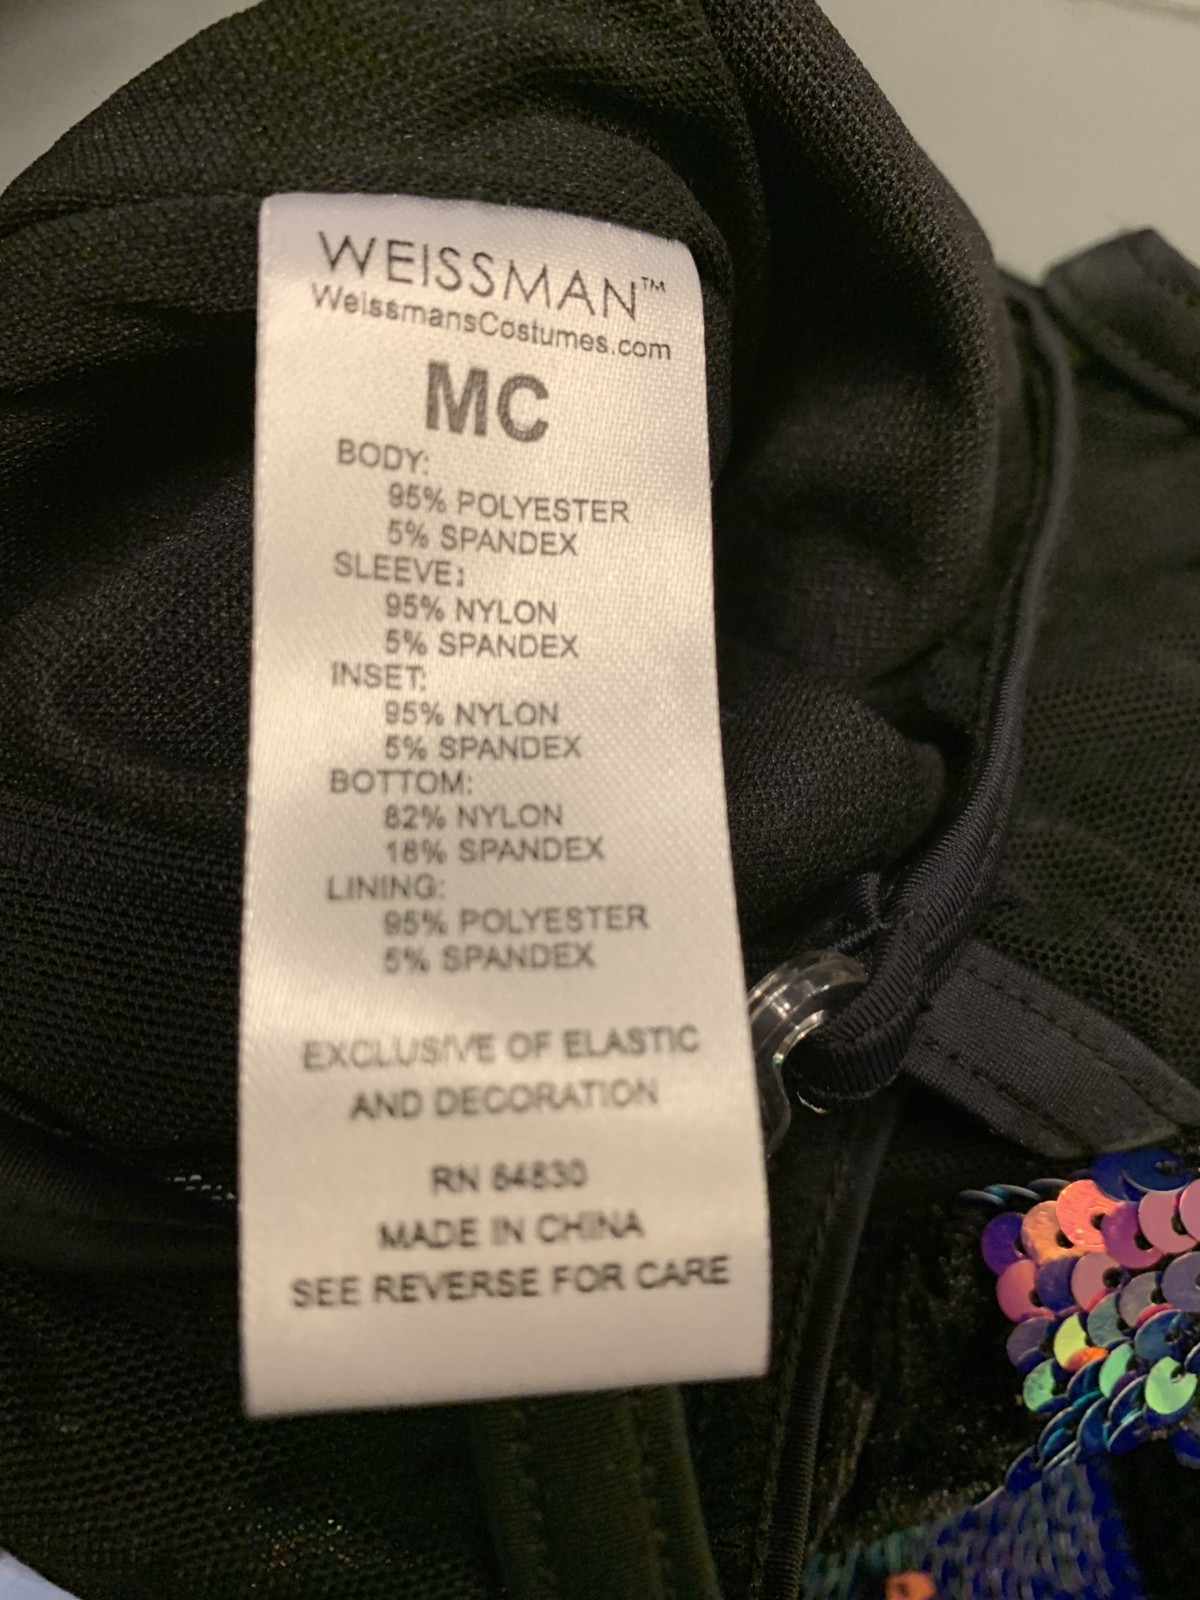 WEISSMAN™
WeissmansCostumes.com
MC
BODY:
95% POLYESTER
5% SPANDEX
SLEEVE:
95% NYLON
5% SPANDEX
INSET:
95% NYLON
5% SPANDEX
BOTTOM:
82% NYLON
18% SPANDEX
LINING:
95% POLYESTER
5% SPANDEX
EXCLUSIVE OF ELASTIC
AND DECORATION
RN 64630
MADE IN CHINA
SEE REVERSE FOR CARE